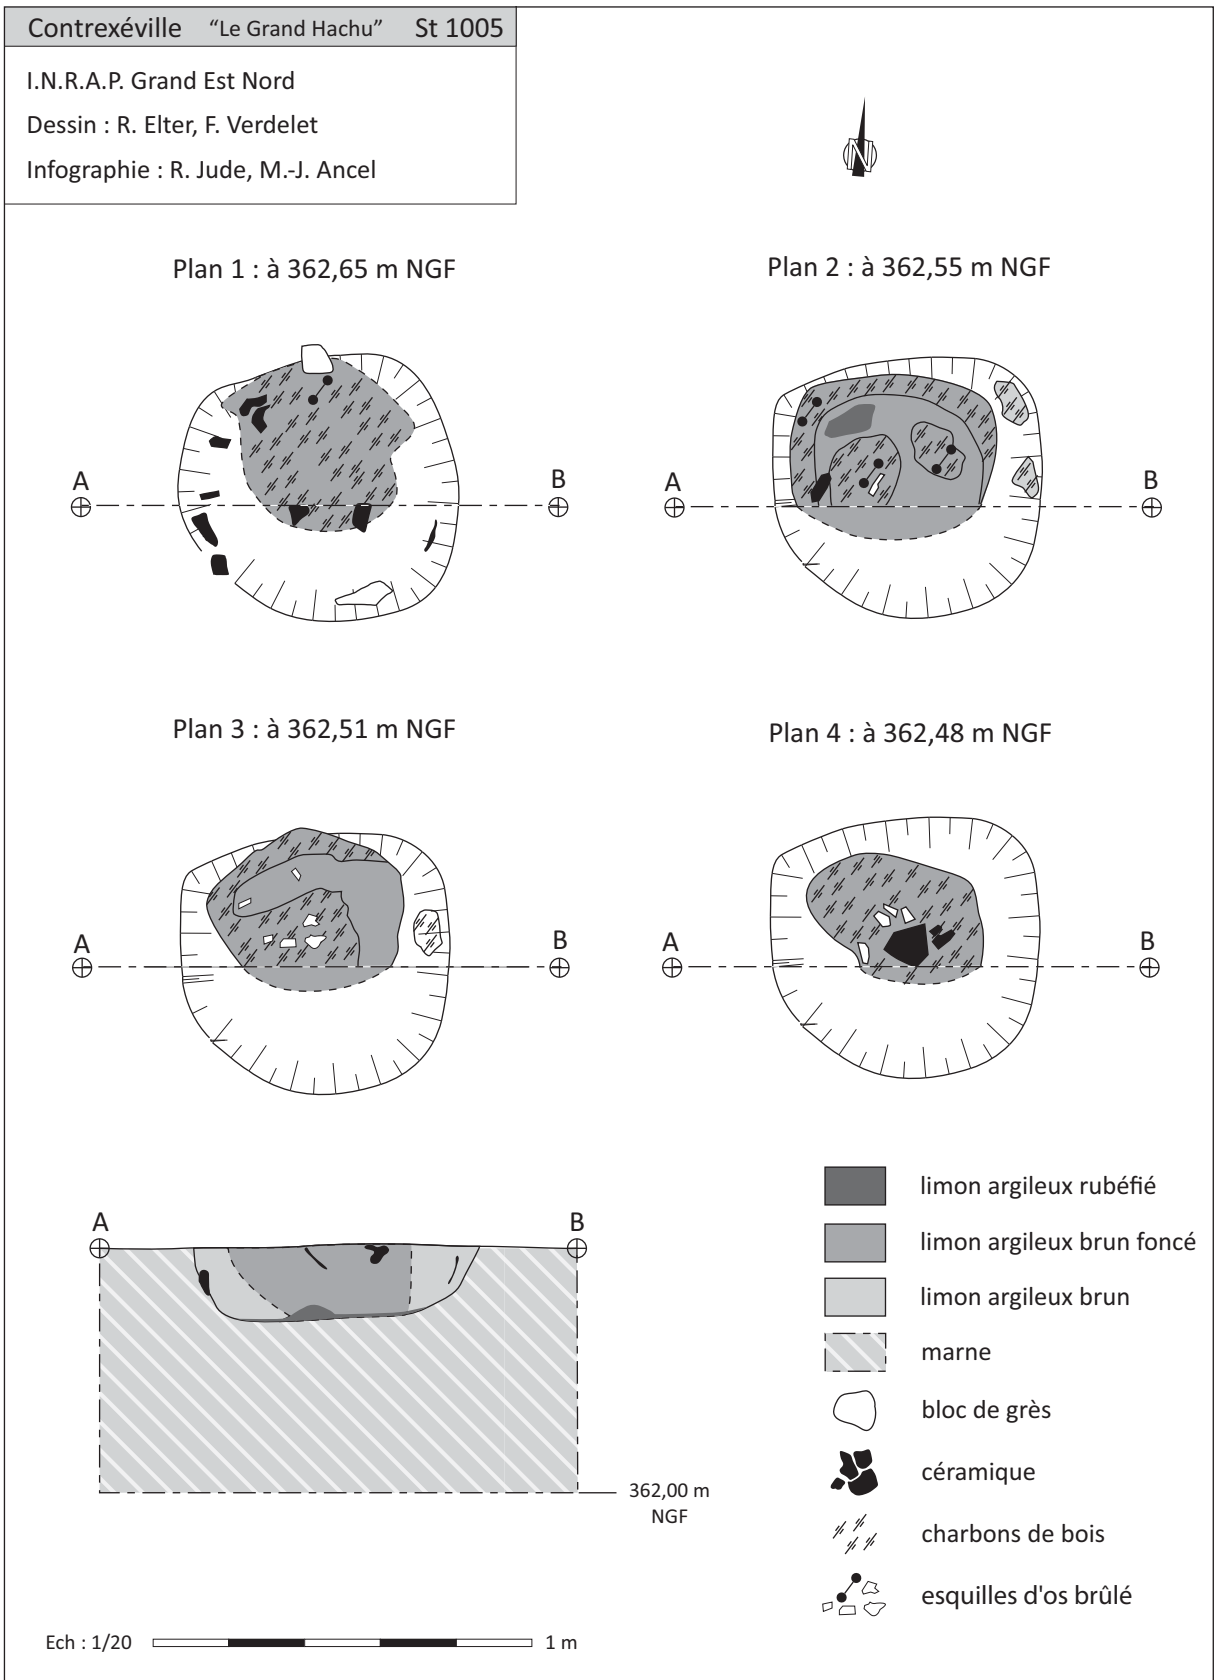 Contrexéville “Le Grand Hachu” St 1005
I.N.R.A.P. Grand Est Nord
Dessin : R. Elter, F. Verdelet
Infographie : R. Jude, M.-J. Ancel
N
Plan 1 : à 362,65 m NGF
Plan 2 : à 362,55 m NGF
A B
A B
Plan 3 : à 362,51 m NGF
Plan 4 : à 362,48 m NGF
A B
A B
A B
362,00 m
NGF
limon argileux rubéfié
limon argileux brun foncé
limon argileux brun
marne
bloc de grès
céramique
charbons de bois
esquilles d'os brûlé
Ech : 1/20 1 m